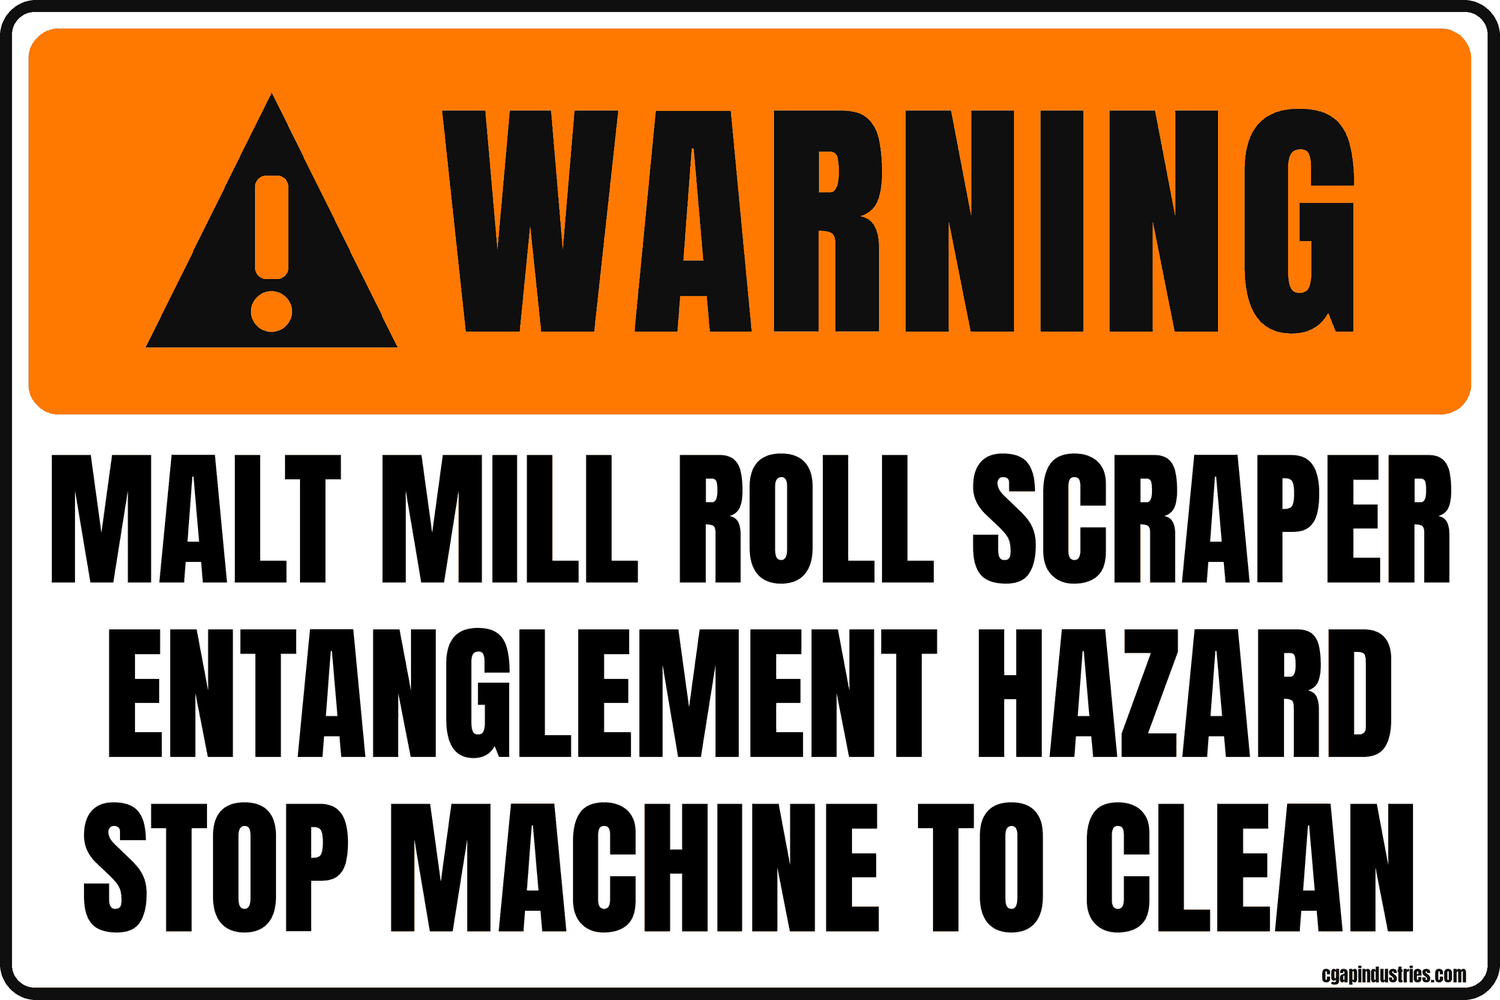 WARNING
MALT MILL ROLL SCRAPER
ENTANGLEMENT HAZARD
STOP MACHINE TO CLEAN
cgapindustries.com